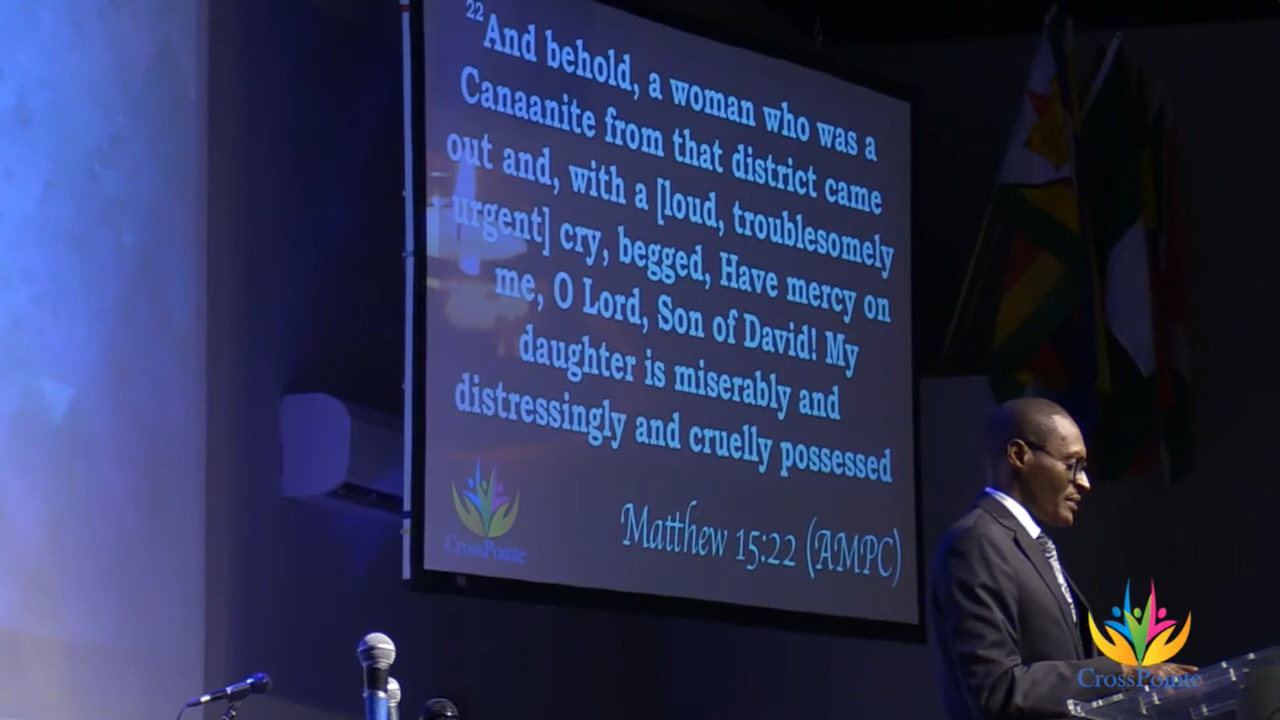 22And behold, a woman who was a
Canaanite from that district came
out and, with a [loud, troublesomely
urgent] cry, begged, Have mercy on
me, O Lord, Son of David! My
daughter is miserably and
distressingly and cruelly possessed
Matthew 15:22 (AMPC)
CrossPointe
CrossPointe